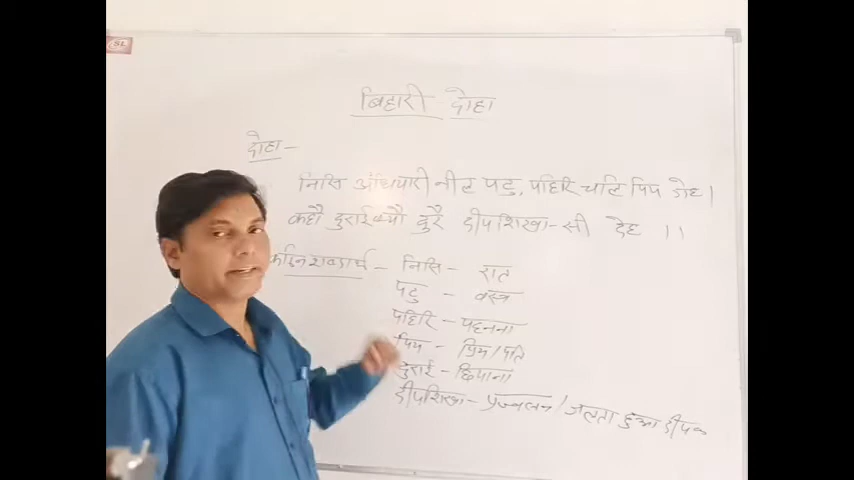 बिहारी दोहा
दोहा-
निसि अंधियारी नील पटु, पहिरि चलि पिय गेह।
कहौ दुराई क्यौ दुरै दीपशिखा-सी देह ।।
कठिन शब्दार्थ - निसि - रात
पटु - वस्त्र
पहिरि - पहनना
पिय - प्रिय/पति
दुराई - छिपाना
दीपशिखा - प्रज्वलन/जलता हुआ दीपक